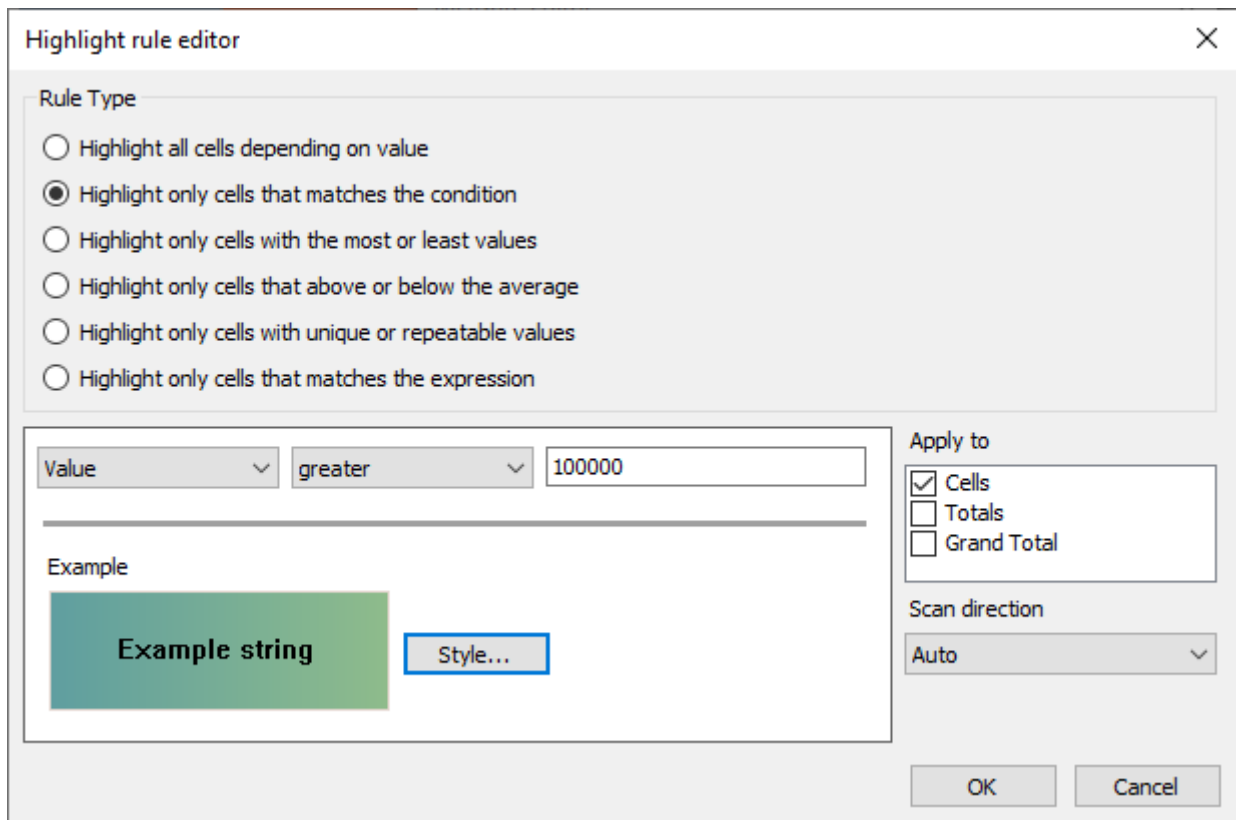 Highlight rule editor
Rule Type
Highlight all cells depending on value
Highlight only cells that matches the condition
Highlight only cells with the most or least values
Highlight only cells that above or below the average
Highlight only cells with unique or repeatable values
Highlight only cells that matches the expression
Value greater 100000
Example
Example string
Style...
Apply to
Cells
Totals
Grand Total
Scan direction
Auto
OK Cancel